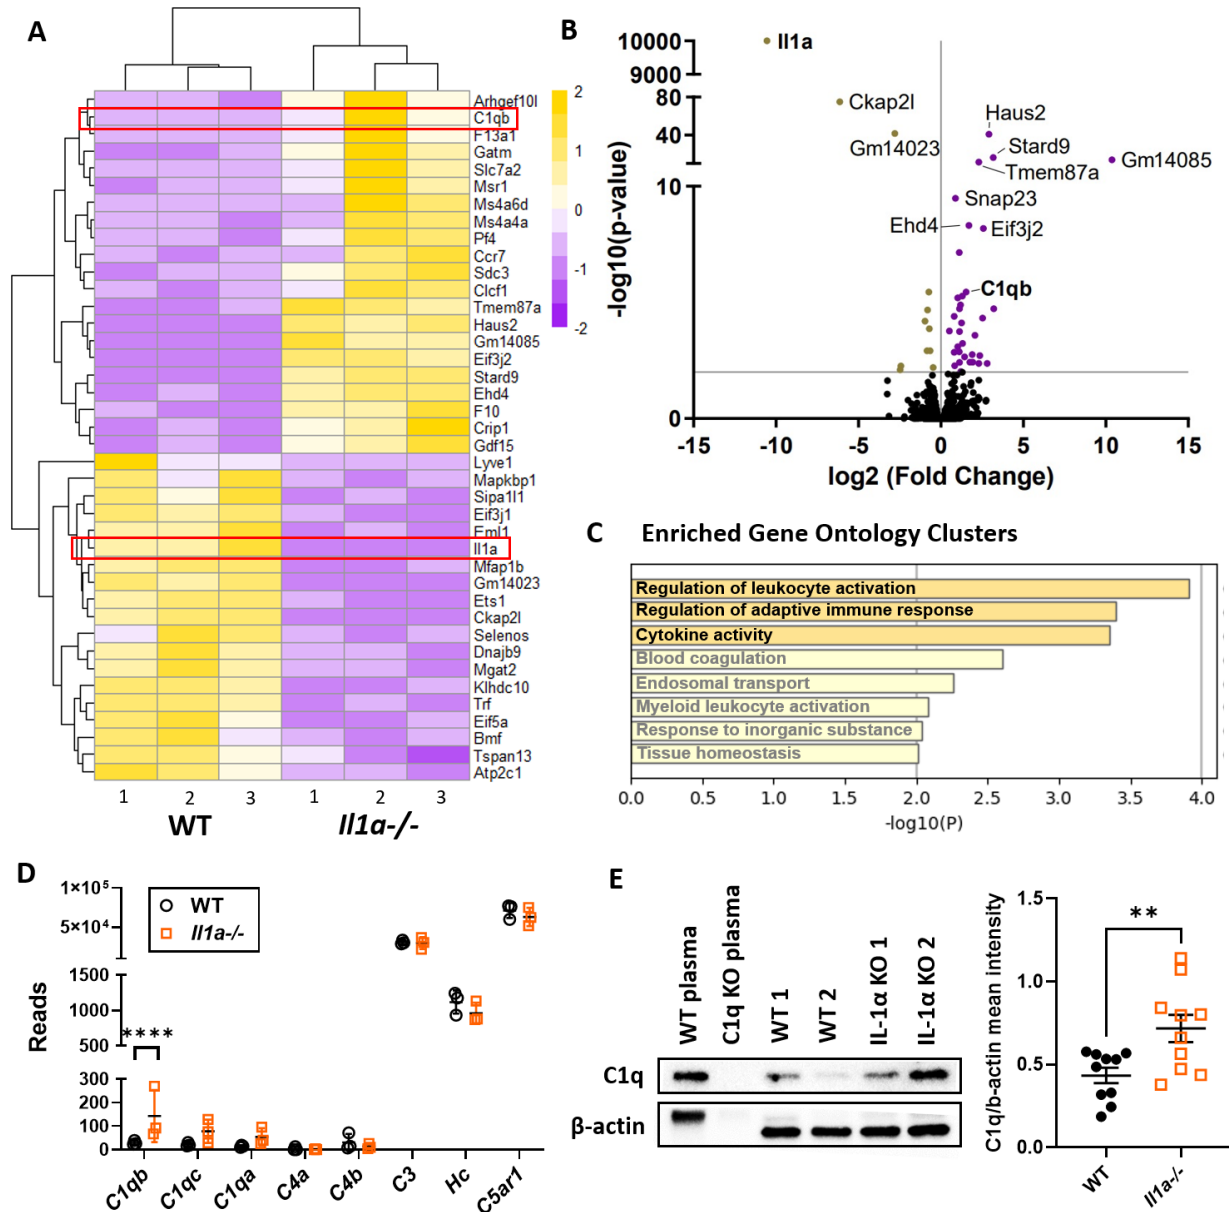 A
Arhgef10l
C1qb
F13a1
Gatm
Slc7a2
Msr1
Ms4a6d
Ms4a4a
Pf4
Ccr7
Sdc3
Clcf1
Tmem87a
Haus2
Gm14085
Eif3j2
Stard9
Ehd4
F10
Crip1
Gdf15
Lyve1
Mapkbp1
Sipa1l1
Eif3j1
Eml1
Il1a
Mfap1b
Gm14023
Ets1
Ckap2l
Selenos
Dnajb9
Mgat2
Klhdc10
Trf
Eif5a
Bmf
Tspan13
Atp2c1
2
1
0
-1
-2
1 2 3 1 2 3
WT Il1a-/-
B
-log10(p-value)
10000
9000
80
40
10
0
Il1a
Ckap2l
Gm14023
Haus2
Stard9
Tmem87a
Gm14085
Snap23
Ehd4
Eif3j2
C1qb
-15 -10 -5 0 5 10 15
log2 (Fold Change)
C Enriched Gene Ontology Clusters
Regulation of leukocyte activation
Regulation of adaptive immune response
Cytokine activity
Blood coagulation
Endosomal transport
Myeloid leukocyte activation
Response to inorganic substance
Tissue homeostasis
0.0 0.5 1.0 1.5 2.0 2.5 3.0 3.5 4.0
-log10(P)
D
Reads
1×10⁵
5×10⁴
1500
1000
500
300
200
100
0
WT
Il1a-/-
****
C1qb C1qc C1qa C4a C4b C3 Hc C5ar1
E
WT plasma
C1q KO plasma
WT 1
WT 2
IL-1α KO 1
IL-1α KO 2
C1q
β-actin
C1q/b-actin mean intensity
1.5
1.0
0.5
0.0
**
WT Il1a-/-